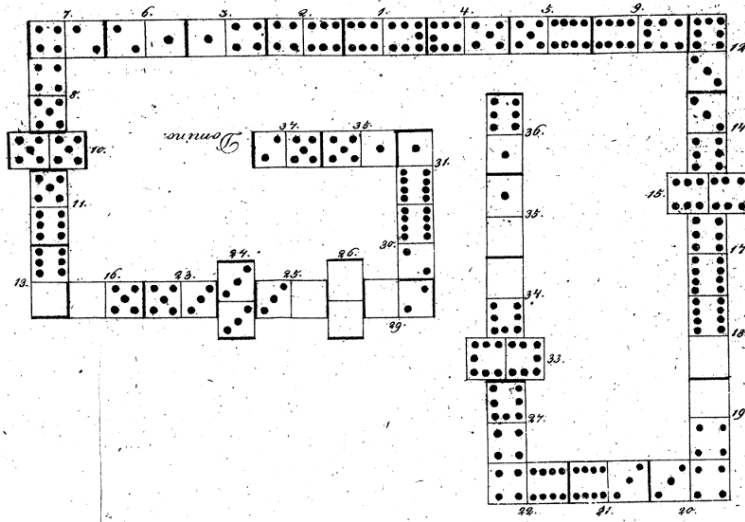 7. 6. 3. 2. 1. 4. 5. 9. 12.
8.
36. 14.
10. Domino. 37. 38.
31. 15.
11.
35. 17.
24. 26. 30.
13. 16. 23. 25. 34.
29. 18.
33.
27. 19.
22. 21. 20.